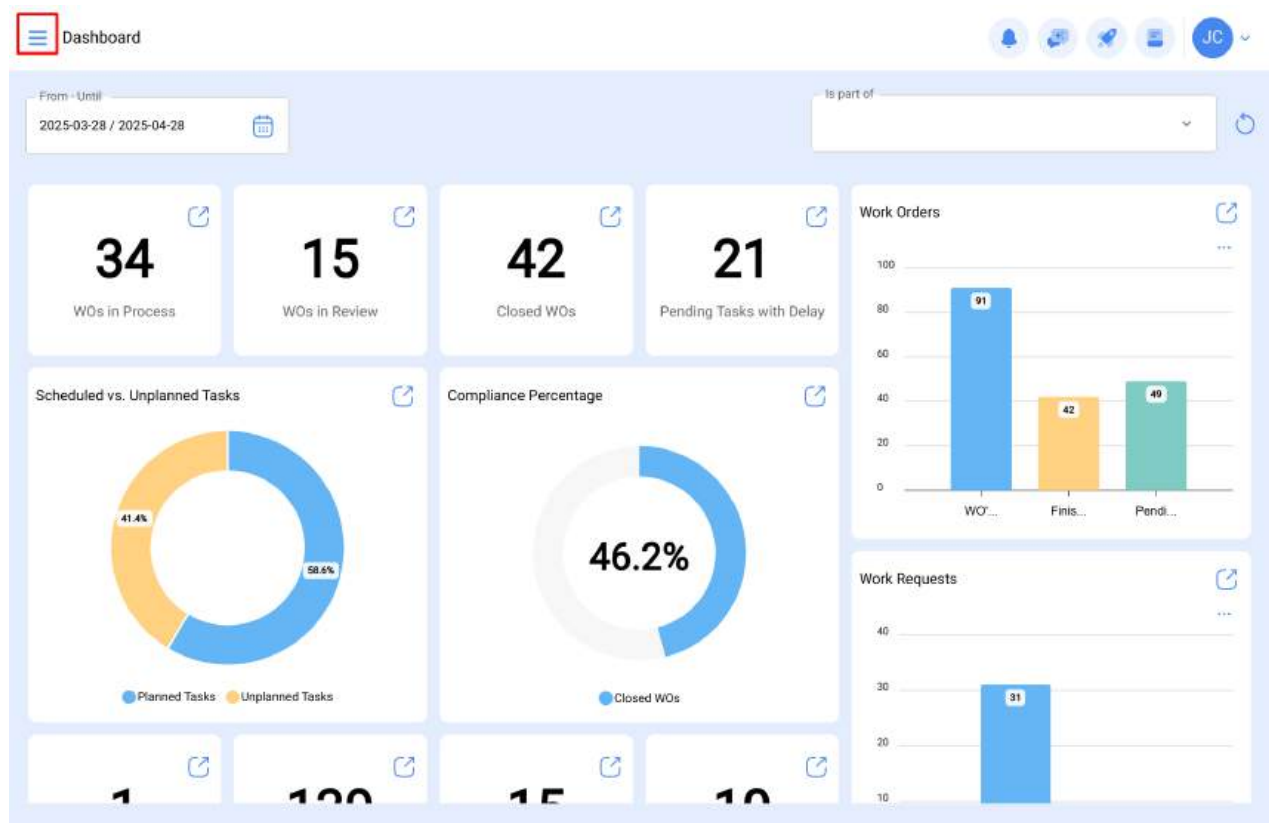 Dashboard
JC
From - Until
2025-03-28 / 2025-04-28
Is part of
34
WOs in Process
15
WOs in Review
42
Closed WOs
21
Pending Tasks with Delay
Work Orders
...
100
80
60
40
20
0
91
42
49
WO'...
Finis...
Pendi...
Scheduled vs. Unplanned Tasks
41.4%
58.6%
Planned Tasks
Unplanned Tasks
Compliance Percentage
46.2%
Closed WOs
Work Requests
...
40
30
20
10
31
1
15